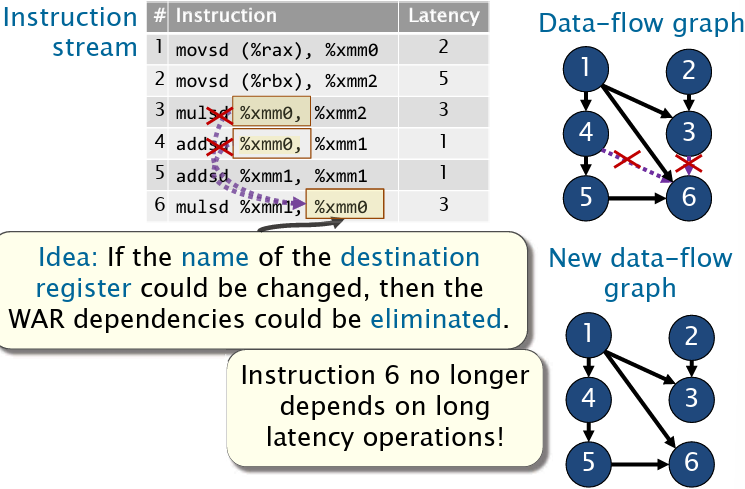 Instruction stream
# Instruction Latency
1 movsd (%rax), %xmm0 2
2 movsd (%rbx), %xmm2 5
3 mulsd %xmm0, %xmm2 3
4 addsd %xmm0, %xmm1 1
5 addsd %xmm1, %xmm1 1
6 mulsd %xmm1, %xmm0 3
Data-flow graph
1 2
4 3
5 6
Idea: If the name of the destination
register could be changed, then the
WAR dependencies could be eliminated.
Instruction 6 no longer
depends on long
latency operations!
New data-flow
graph
1 2
4 3
5 6